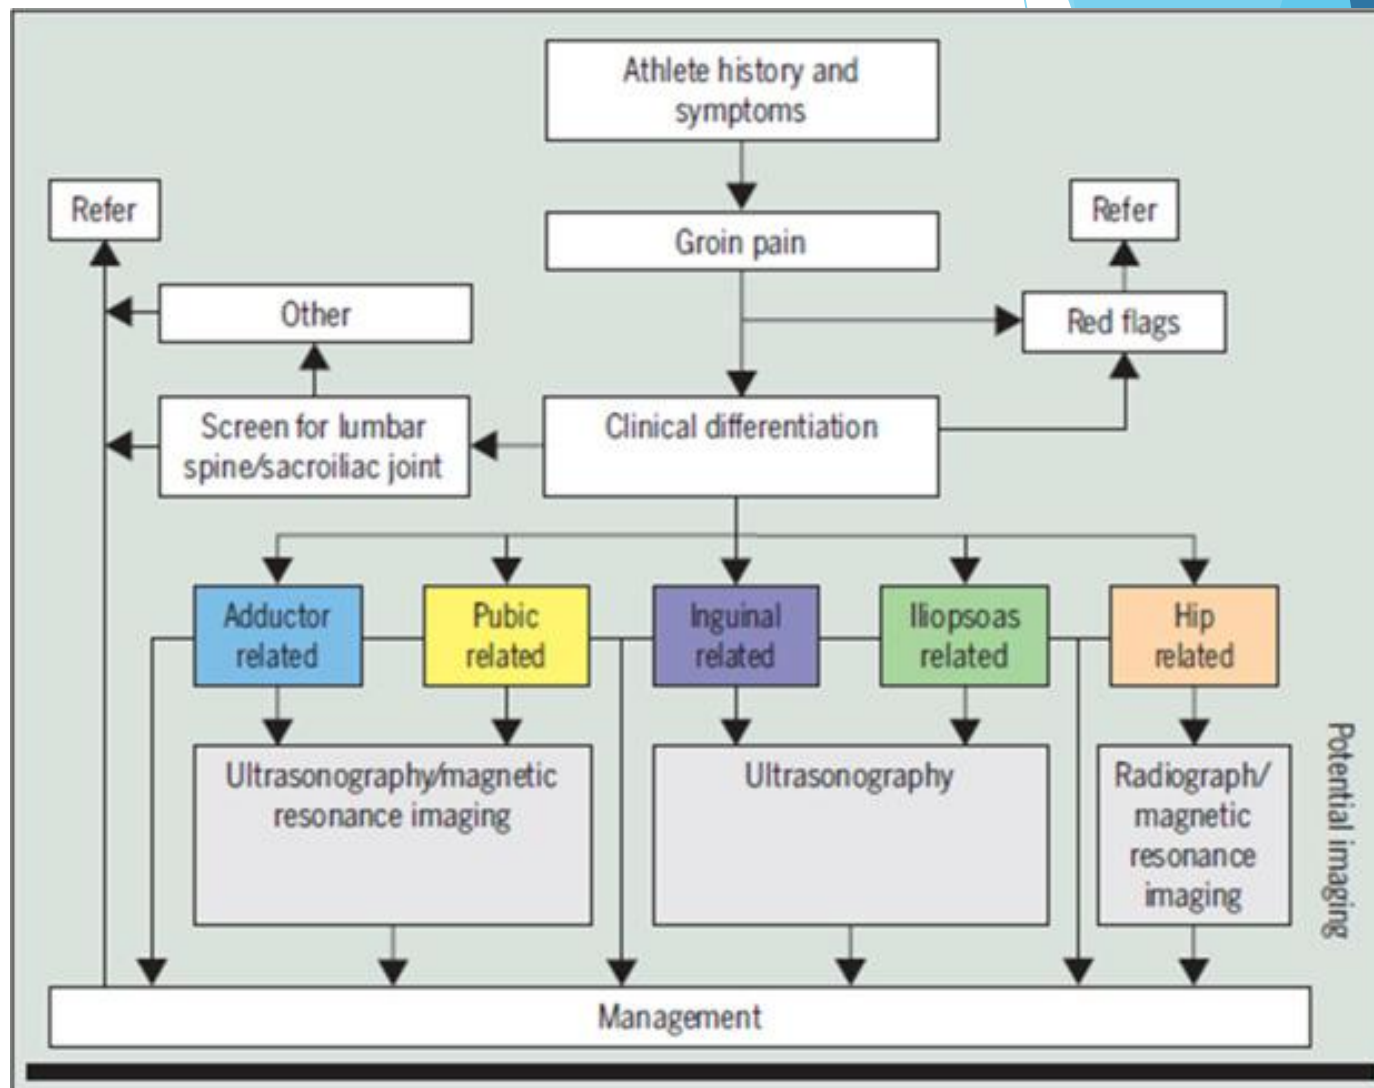 Athlete history and
symptoms
Refer
Refer
Groin pain
Other
Red flags
Screen for lumbar
spine/sacroiliac joint
Clinical differentiation
Adductor
related
Pubic
related
Inguinal
related
Iliopsoas
related
Hip
related
Ultrasonography/magnetic
resonance imaging
Ultrasonography
Radiograph/
magnetic
resonance
imaging
Potential imaging
Management